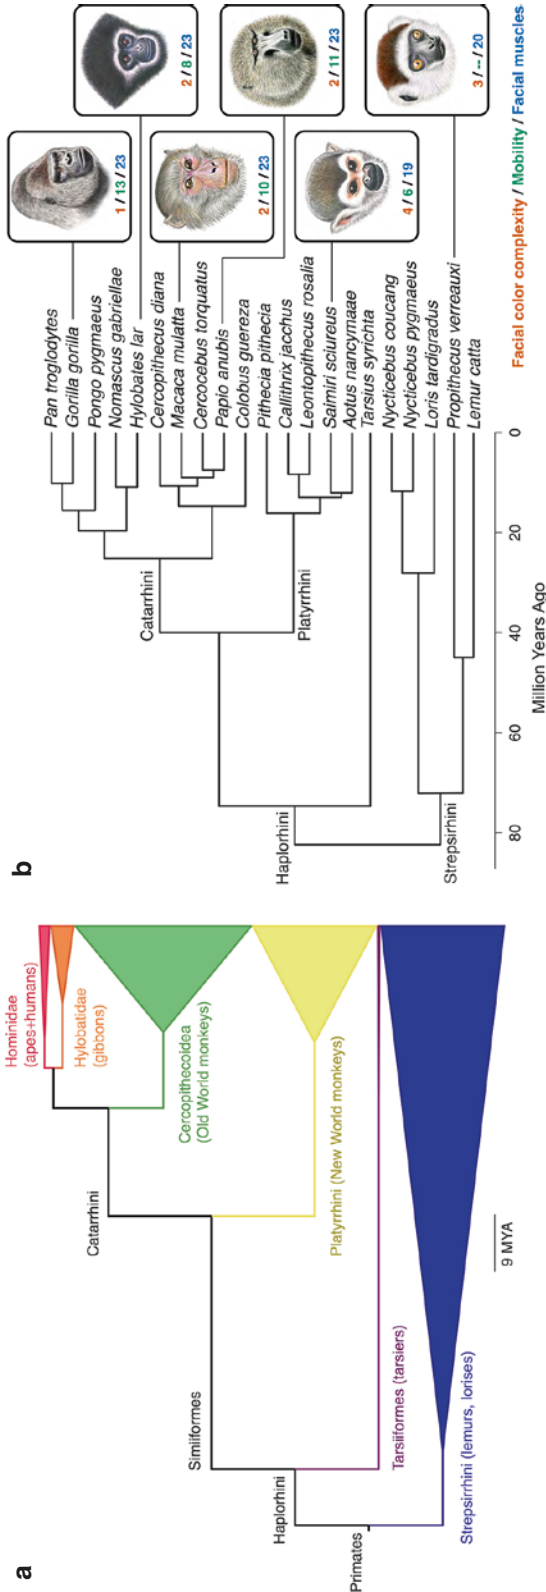 a
Hominidae
(apes+humans)
Hylobatidae
(gibbons)
Cercopithecoidea
(Old World monkeys)
Catarrhini
Platyrrhini (New World monkeys)
Simiiformes
Haplorhini
Tarsiiformes (tarsiers)
Primates
Strepsirrhini (lemurs, lorises)
9 MYA
b
Pan troglodytes
Gorilla gorilla
Pongo pygmaeus
Nomascus gabriellae
Hylobates lar
Cercopithecus diana
Macaca mulatta
Cercocebus torquatus
Papio anubis
Colobus guereza
Pithecia pithecia
Callithrix jacchus
Leontopithecus rosalia
Saimiri sciureus
Aotus nancymaae
Tarsius syrichta
Nycticebus coucang
Nycticebus pygmaeus
Loris tardigradus
Propithecus verreauxi
Lemur catta
Catarrhini
Platyrrhini
Haplorhini
Strepsirhini
1 / 13 / 23
2 / 8 / 23
2 / 10 / 23
2 / 11 / 23
4 / 6 / 19
3 / -- / 20
80 60 40 20 0
Million Years Ago
Facial color complexity / Mobility / Facial muscles